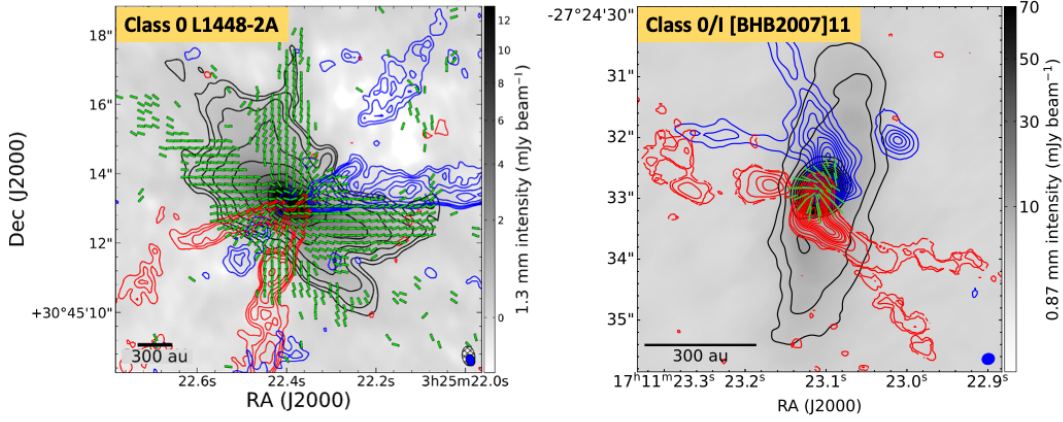 Class 0 L1448-2A
18"
16"
14"
12"
+30°45'10"
Dec (J2000)
300 au
22.6s
22.4s
22.2s
3h25m22.0s
RA (J2000)
12
10
8
6
4
2
0
1.3 mm intensity (mJy beam⁻¹)
Class 0/I [BHB2007]11
-27°24'30"
31"
32"
33"
34"
35"
300 au
17h11m23.3s
23.2s
23.1s
23.0s
22.9s
RA (J2000)
70
50
30
10
0.87 mm intensity (mJy beam⁻¹)